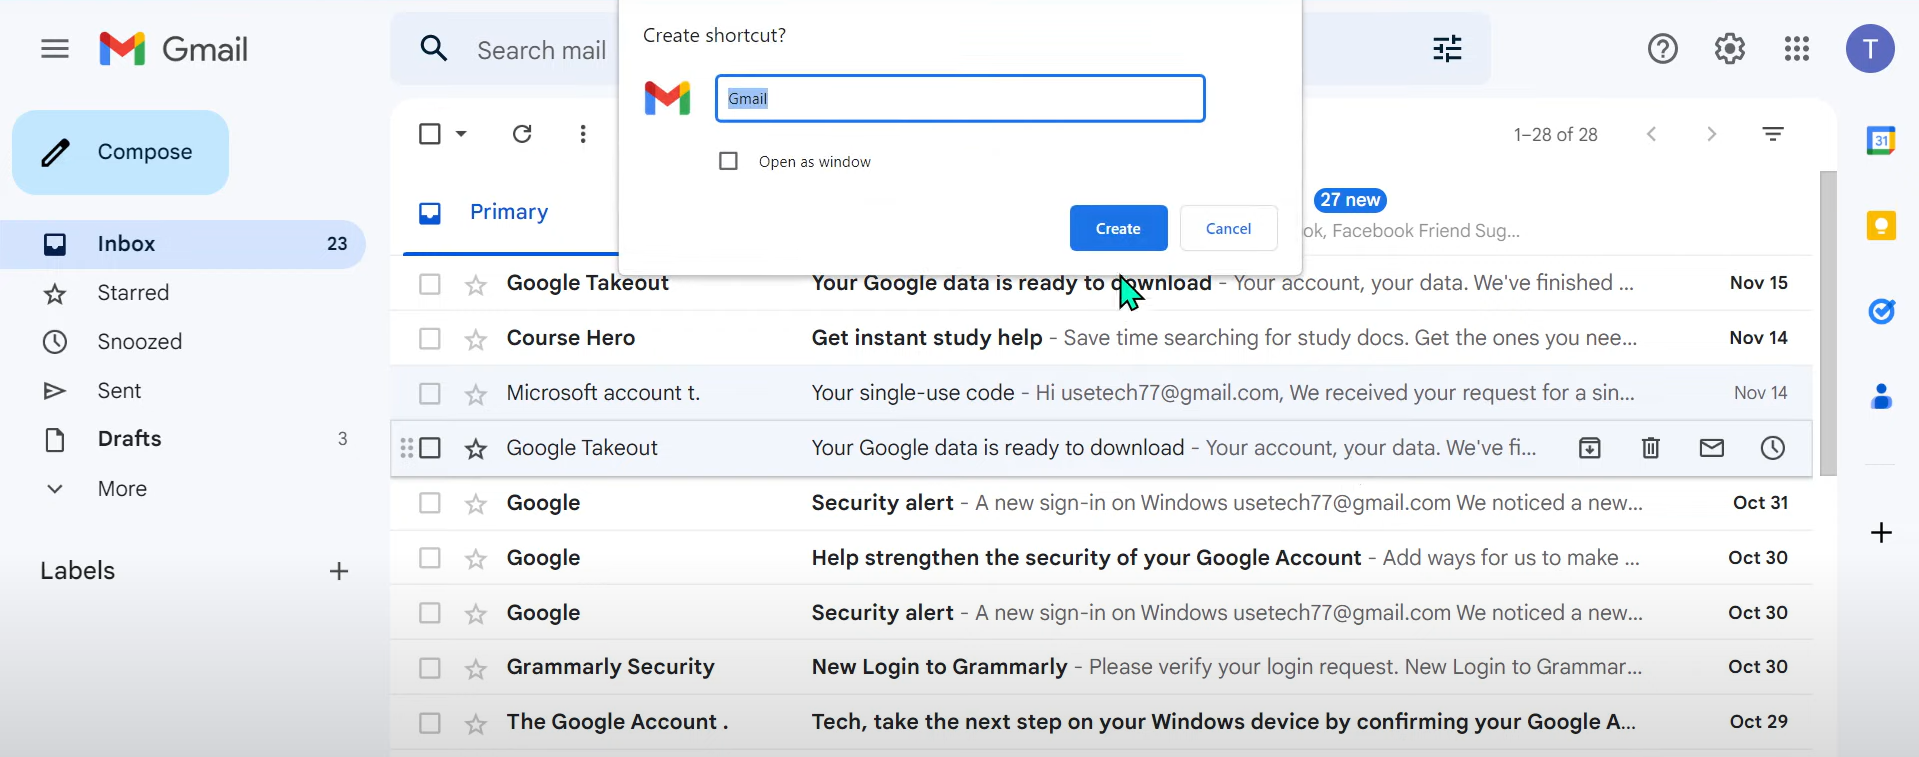 Gmail
Search mail
T
Create shortcut?
Gmail
Open as window
Create
Cancel
Compose
Inbox 23
Starred
Snoozed
Sent
Drafts 3
More
Labels
1–28 of 28
Primary
27 new
ok, Facebook Friend Sug...
31
Google Takeout Your Google data is ready to download - Your account, your data. We've finished ... Nov 15
Course Hero Get instant study help - Save time searching for study docs. Get the ones you nee... Nov 14
Microsoft account t. Your single-use code - Hi usetech77@gmail.com, We received your request for a sin... Nov 14
Google Takeout Your Google data is ready to download - Your account, your data. We've fi...
Google Security alert - A new sign-in on Windows usetech77@gmail.com We noticed a new... Oct 31
Google Help strengthen the security of your Google Account - Add ways for us to make ... Oct 30
Google Security alert - A new sign-in on Windows usetech77@gmail.com We noticed a new... Oct 30
Grammarly Security New Login to Grammarly - Please verify your login request. New Login to Grammar... Oct 30
The Google Account . Tech, take the next step on your Windows device by confirming your Google A... Oct 29